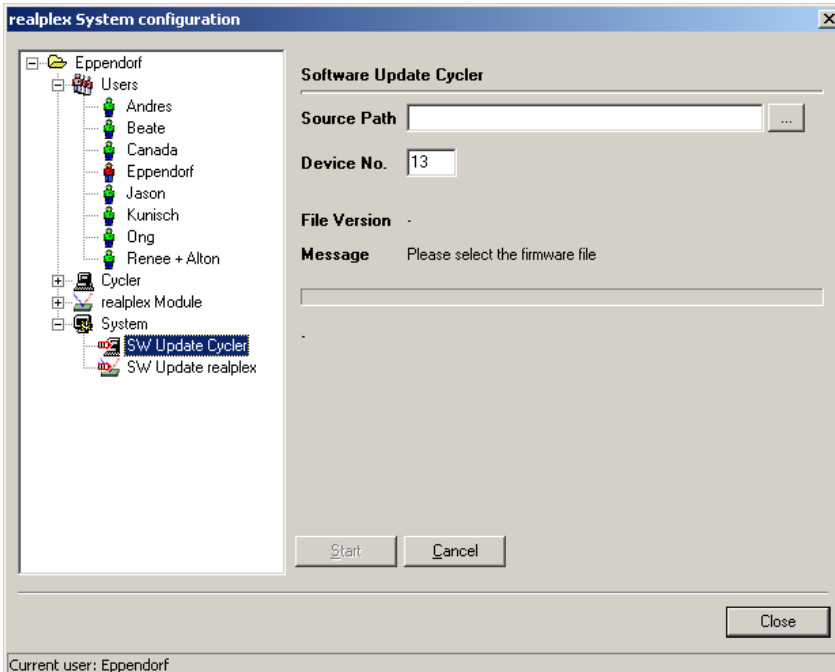 realplex System configuration
Eppendorf
Users
Andres
Beate
Canada
Eppendorf
Jason
Kunisch
Ong
Renee + Alton
Cycler
realplex Module
System
SW Update Cycler
SW Update realplex
Software Update Cycler
Source Path
...
Device No. 13
File Version -
Message Please select the firmware file
-
Start Cancel
Close
Current user: Eppendorf